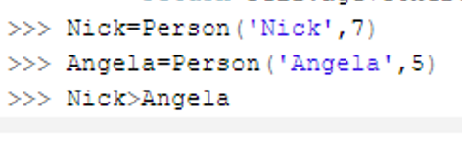 >>> Nick=Person('Nick',7)
>>> Angela=Person('Angela',5)
>>> Nick>Angela